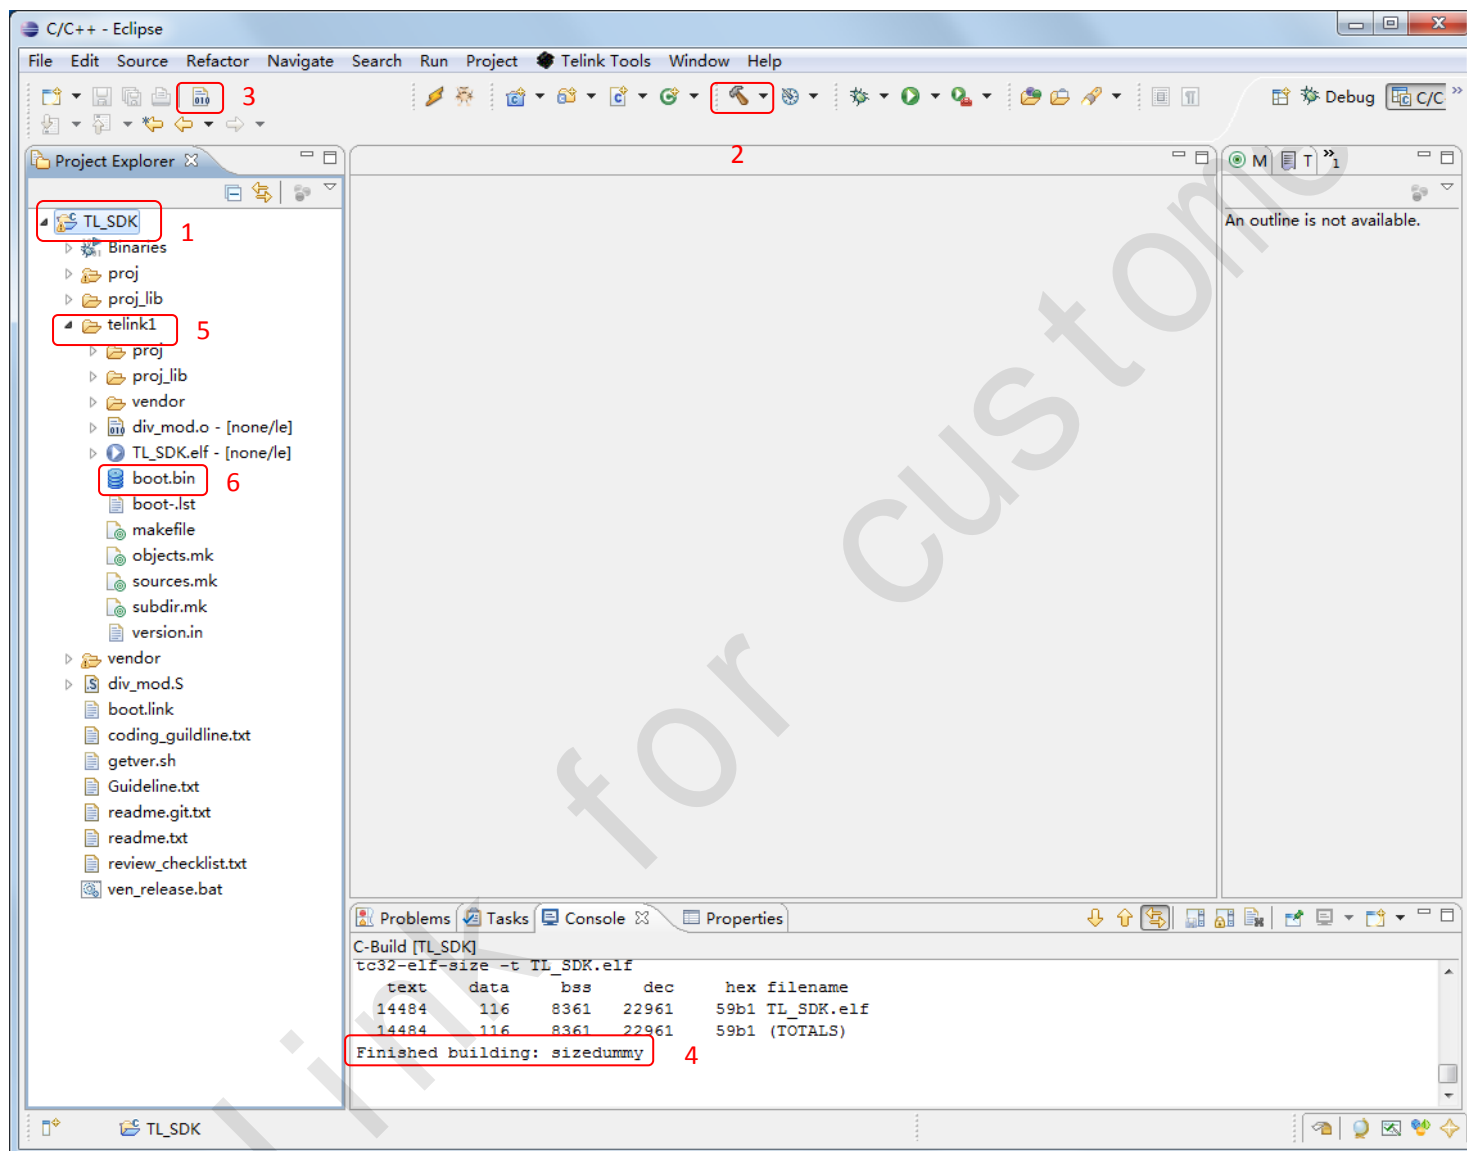 C/C++ - Eclipse
File Edit Source Refactor Navigate Search Run Project Telink Tools Window Help
010 3
Debug C/C »
2
Project Explorer
M T »1
TL_SDK
1
An outline is not available.
Binaries
proj
proj_lib
telink1
5
proj
proj_lib
vendor
div_mod.o - [none/le]
TL_SDK.elf - [none/le]
boot.bin
6
boot-.lst
makefile
objects.mk
sources.mk
subdir.mk
version.in
vendor
div_mod.S
boot.link
coding_guildline.txt
getver.sh
Guideline.txt
readme.git.txt
readme.txt
review_checklist.txt
ven_release.bat
Problems Tasks Console Properties
C-Build [TL_SDK]
tc32-elf-size -t TL_SDK.elf
text data bss dec hex filename
14484 116 8361 22961 59b1 TL_SDK.elf
14484 116 8361 22961 59b1 (TOTALS)
Finished building: sizedummy
4
TL_SDK
link for custome